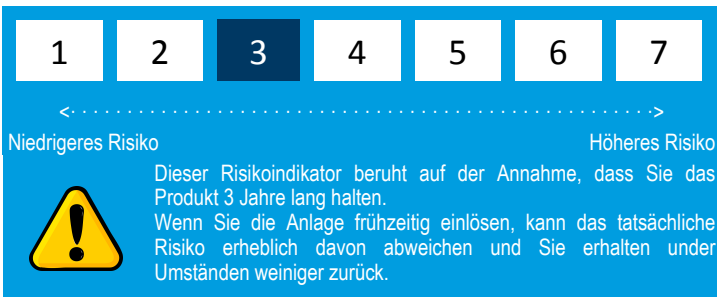 1 2 3 4 5 6 7
Niedrigeres Risiko Höheres Risiko
Dieser Risikoindikator beruht auf der Annahme, dass Sie das
Produkt 3 Jahre lang halten.
Wenn Sie die Anlage frühzeitig einlösen, kann das tatsächliche
Risiko erheblich davon abweichen und Sie erhalten under
Umständen weiniger zurück.